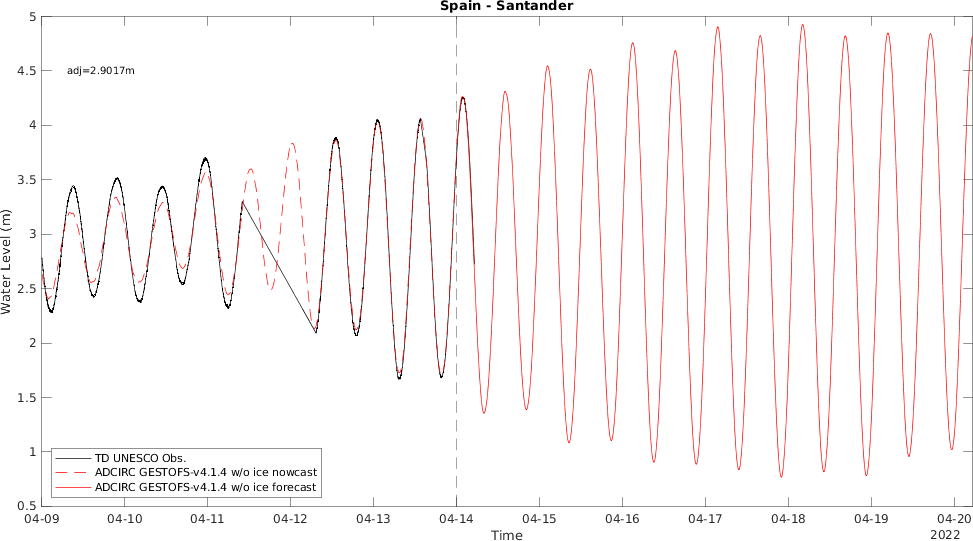 Spain - Santander
adj=2.9017m
5
4.5
4
3.5
3
2.5
2
1.5
1
0.5
Water Level (m)
TD UNESCO Obs.
ADCIRC GESTOFS-v4.1.4 w/o ice nowcast
ADCIRC GESTOFS-v4.1.4 w/o ice forecast
04-09 04-10 04-11 04-12 04-13 04-14 04-15 04-16 04-17 04-18 04-19 04-20
Time
2022